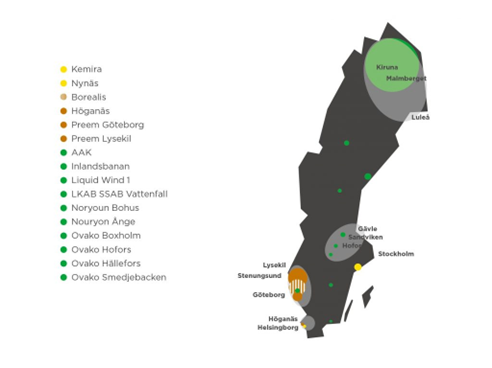 Kemira
Nynäs
Borealis
Höganäs
Preem Göteborg
Preem Lysekil
AAK
Inlandsbanan
Liquid Wind 1
LKAB SSAB Vattenfall
Noryoun Bohus
Nouryon Ånge
Ovako Boxholm
Ovako Hofors
Ovako Hällefors
Ovako Smedjebacken
Kiruna
Malmberget
Luleå
Gävle
Sandviken
Hofors
Stockholm
Lysekil
Stenungsund
Göteborg
Höganäs
Helsingborg